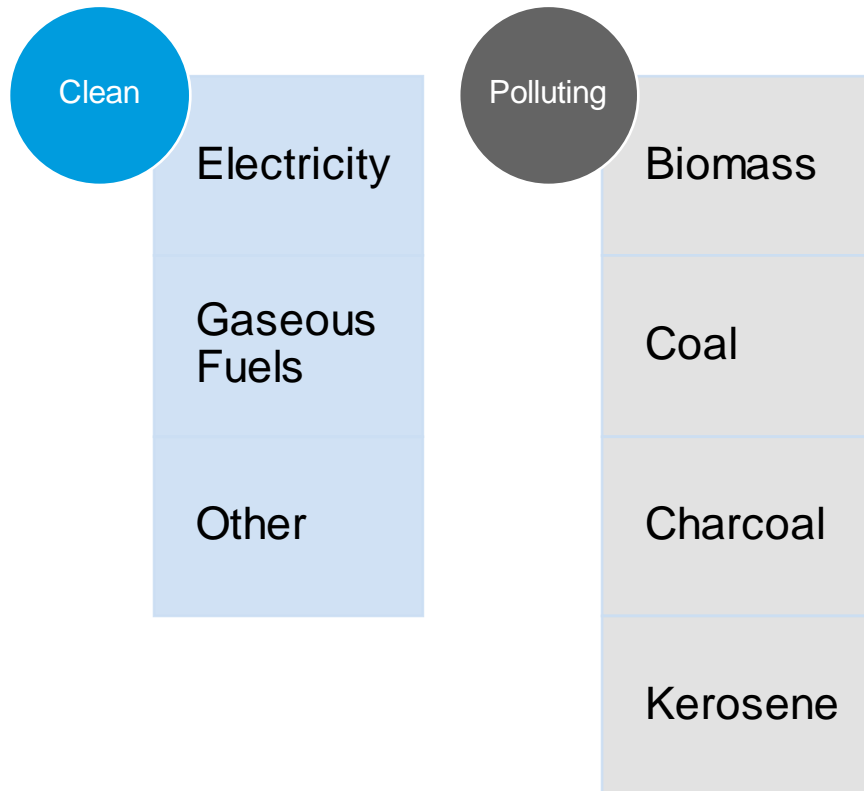 Clean
Electricity
Gaseous
Fuels
Other
Polluting
Biomass
Coal
Charcoal
Kerosene